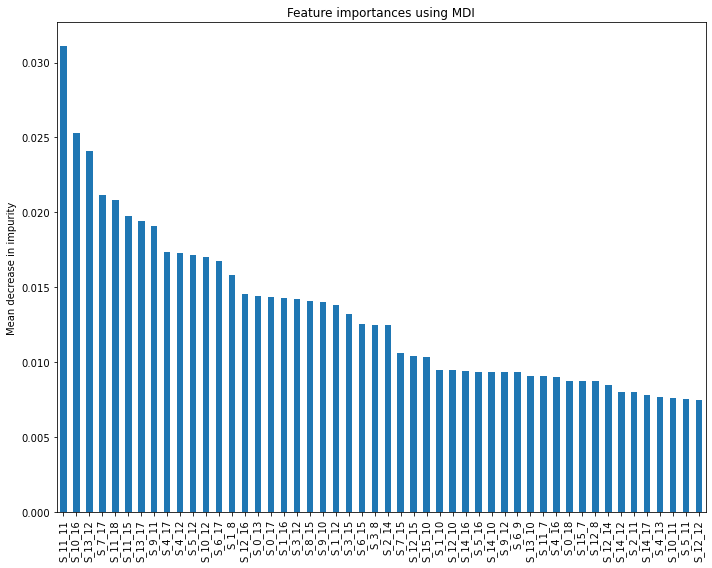 Feature importances using MDI
Mean decrease in impurity
0.030
0.025
0.020
0.015
0.010
0.005
0.000
S_11_11
S_10_16
S_13_12
S_7_17
S_11_18
S_11_15
S_13_17
S_9_11
S_4_17
S_4_12
S_5_12
S_10_12
S_6_17
S_1_8
S_12_16
S_0_13
S_0_17
S_1_16
S_3_12
S_8_15
S_9_10
S_1_12
S_3_15
S_6_15
S_3_8
S_2_14
S_7_15
S_12_15
S_15_10
S_1_10
S_12_10
S_14_16
S_5_16
S_14_10
S_9_12
S_6_9
S_13_10
S_11_7
S_4_16
S_0_18
S_15_7
S_12_8
S_12_14
S_14_12
S_2_11
S_14_17
S_4_13
S_10_11
S_5_11
S_12_12